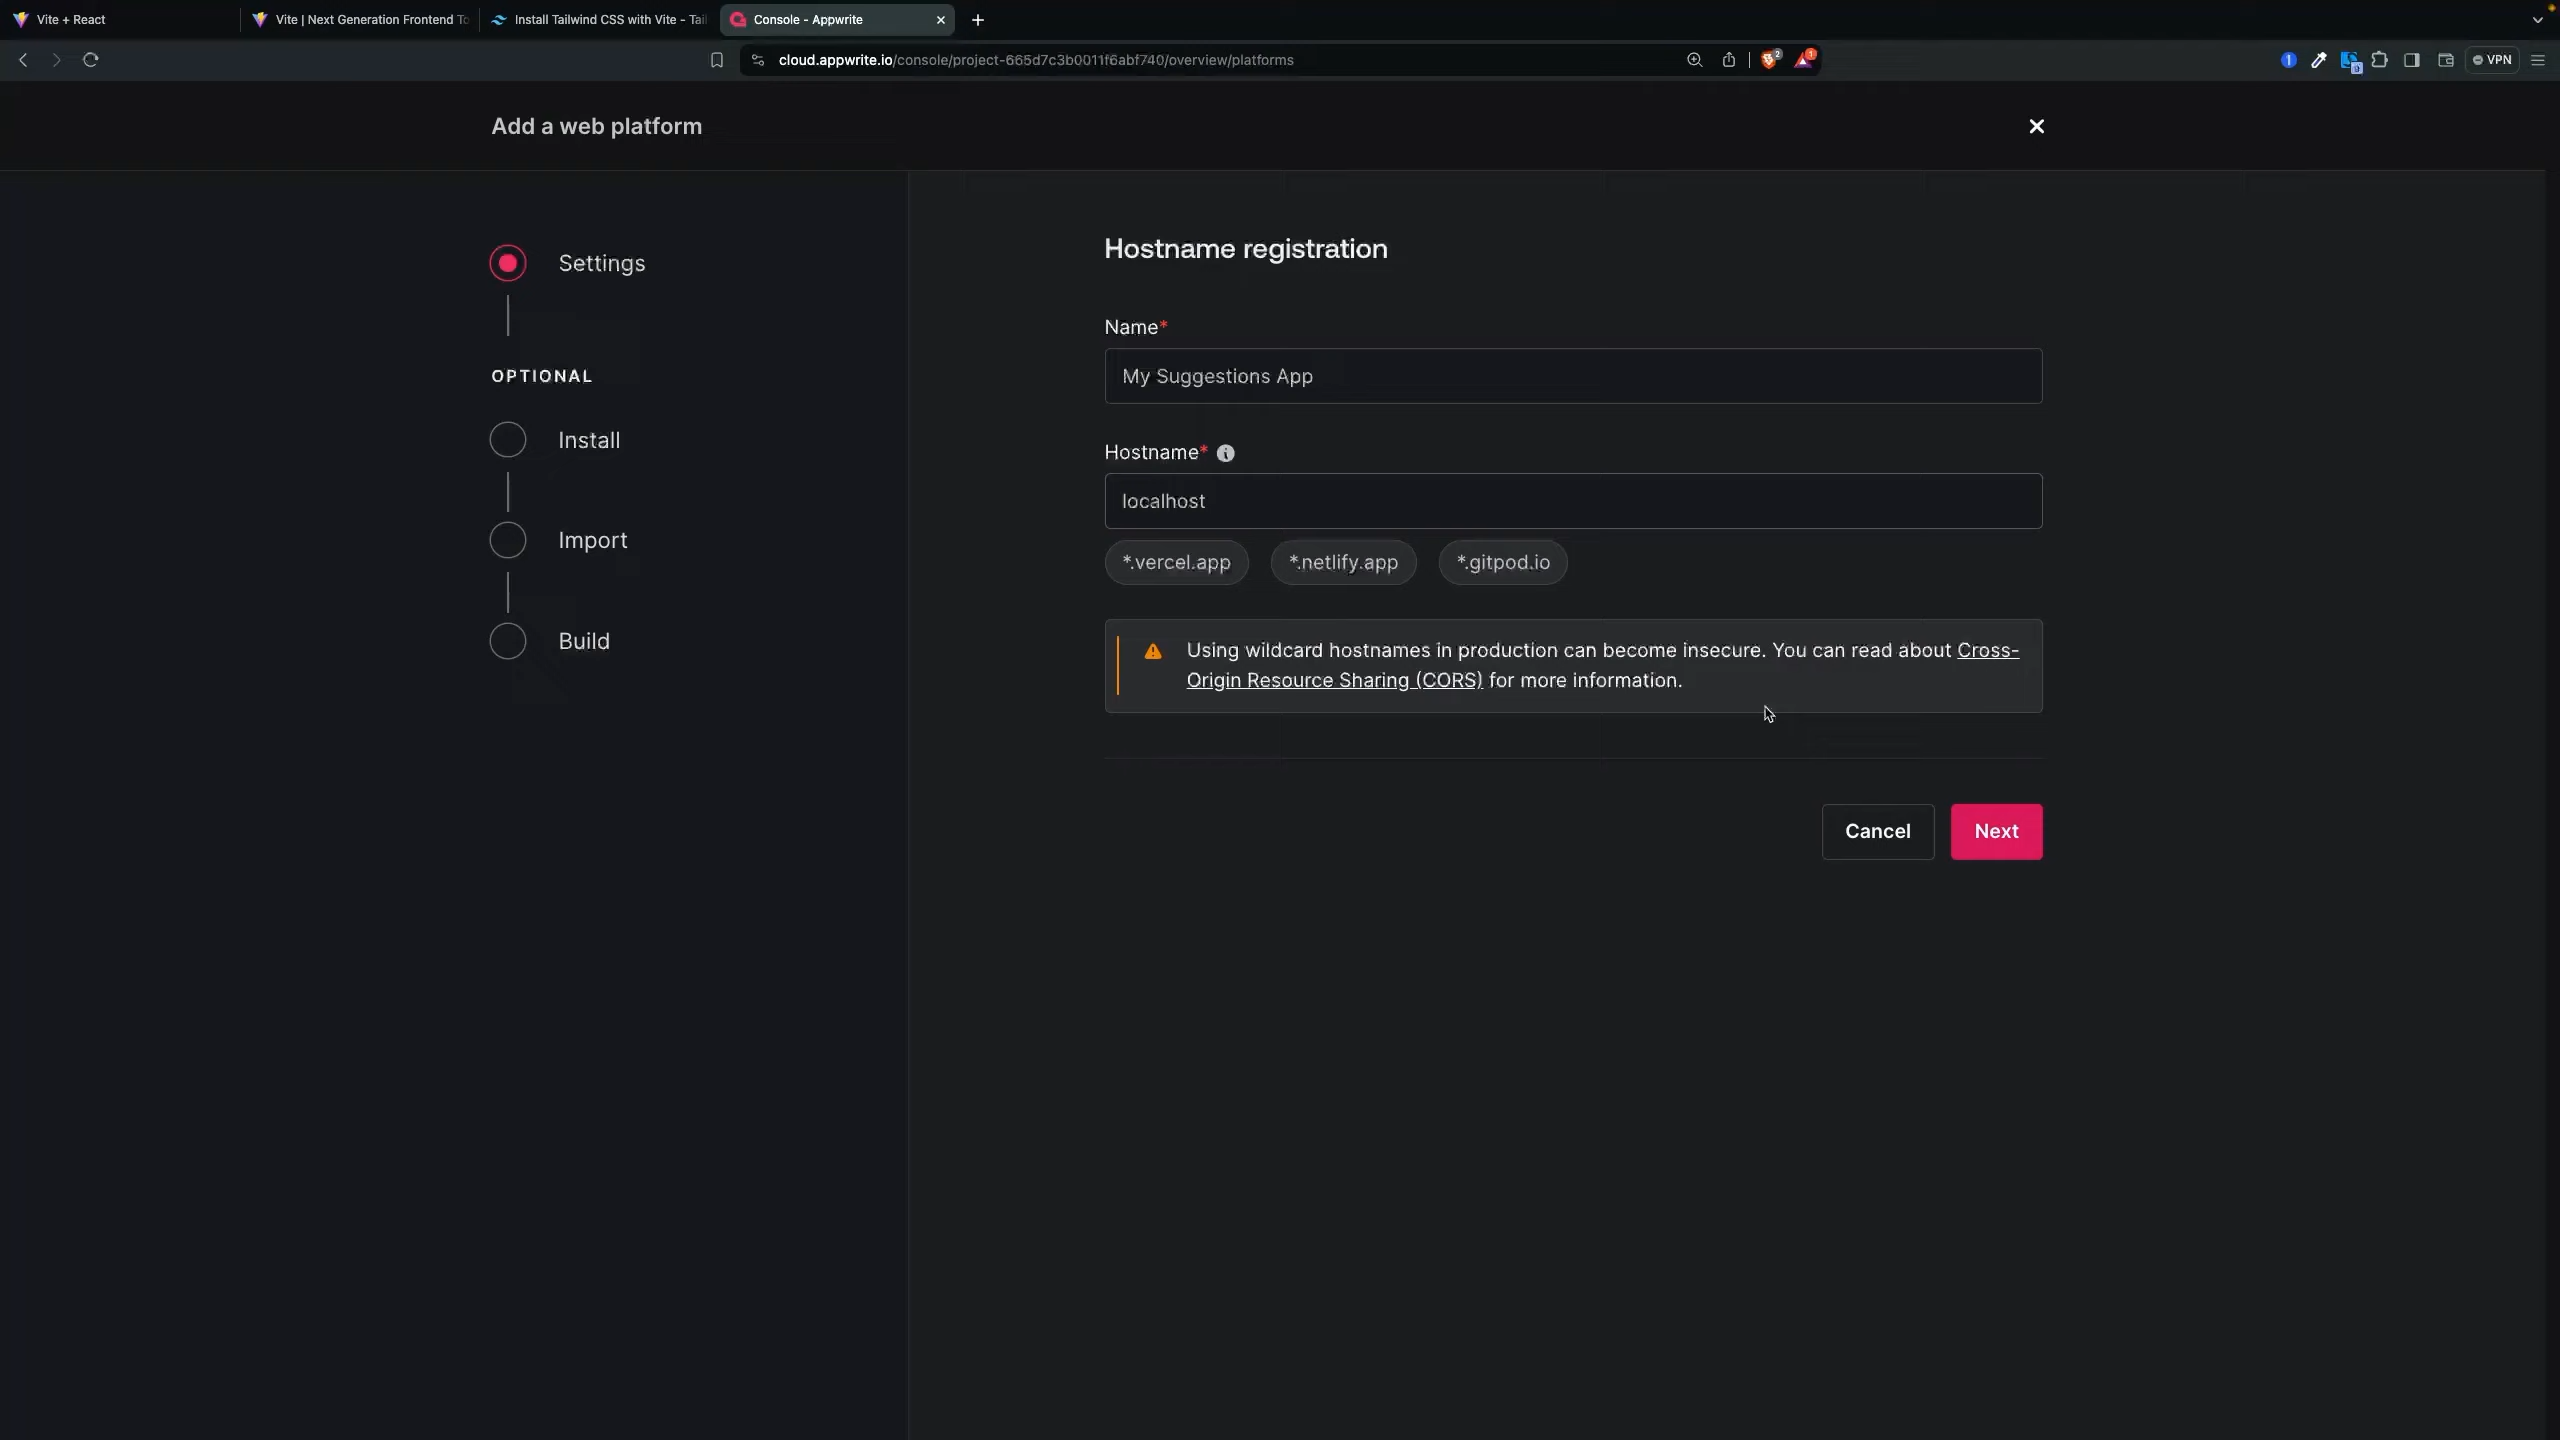 Vite + React
Vite | Next Generation Frontend To
Install Tailwind CSS with Vite - Tail
Console - Appwrite
cloud.appwrite.io/console/project-665d7c3b0011f6abf740/overview/platforms
2
1
1
VPN
Add a web platform
Settings
OPTIONAL
Install
Import
Build
Hostname registration
Name*
My Suggestions App
Hostname*
localhost
*.vercel.app
*.netlify.app
*.gitpod.io
Using wildcard hostnames in production can become insecure. You can read about Cross-
Origin Resource Sharing (CORS) for more information.
Cancel
Next